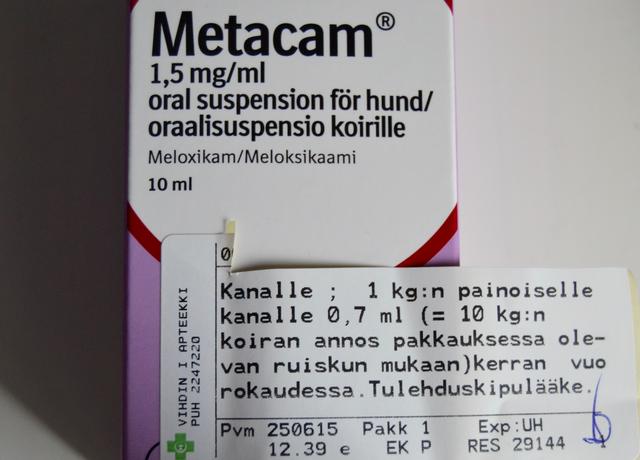 Metacam®
1,5 mg/ml
oral suspension för hund/
oraalisuspensio koirille
Meloxikam/Meloksikaami
10 ml
VIHDIN I APTEEKKI
PUH 2247220
Kanalle ; 1 kg:n painoiselle
kanalle 0,7 ml (= 10 kg:n
koiran annos pakkauksessa ole-
van ruiskun mukaan)kerran vuo
rokaudessa.Tulehduskipulääke.
Pvm 250615 Pakk 1 Exp:UH
12.39 e EK P RES 29144